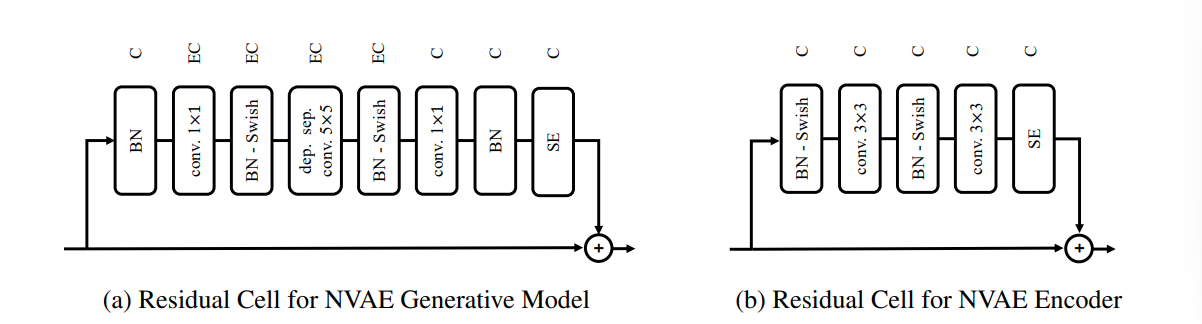 C EC EC EC EC C C C
BN
conv. 1×1
BN - Swish
dep. sep.
conv. 5×5
BN - Swish
conv. 1×1
BN
SE
+
(a) Residual Cell for NVAE Generative Model
C C C C C
BN - Swish
conv. 3×3
BN - Swish
conv. 3×3
SE
+
(b) Residual Cell for NVAE Encoder